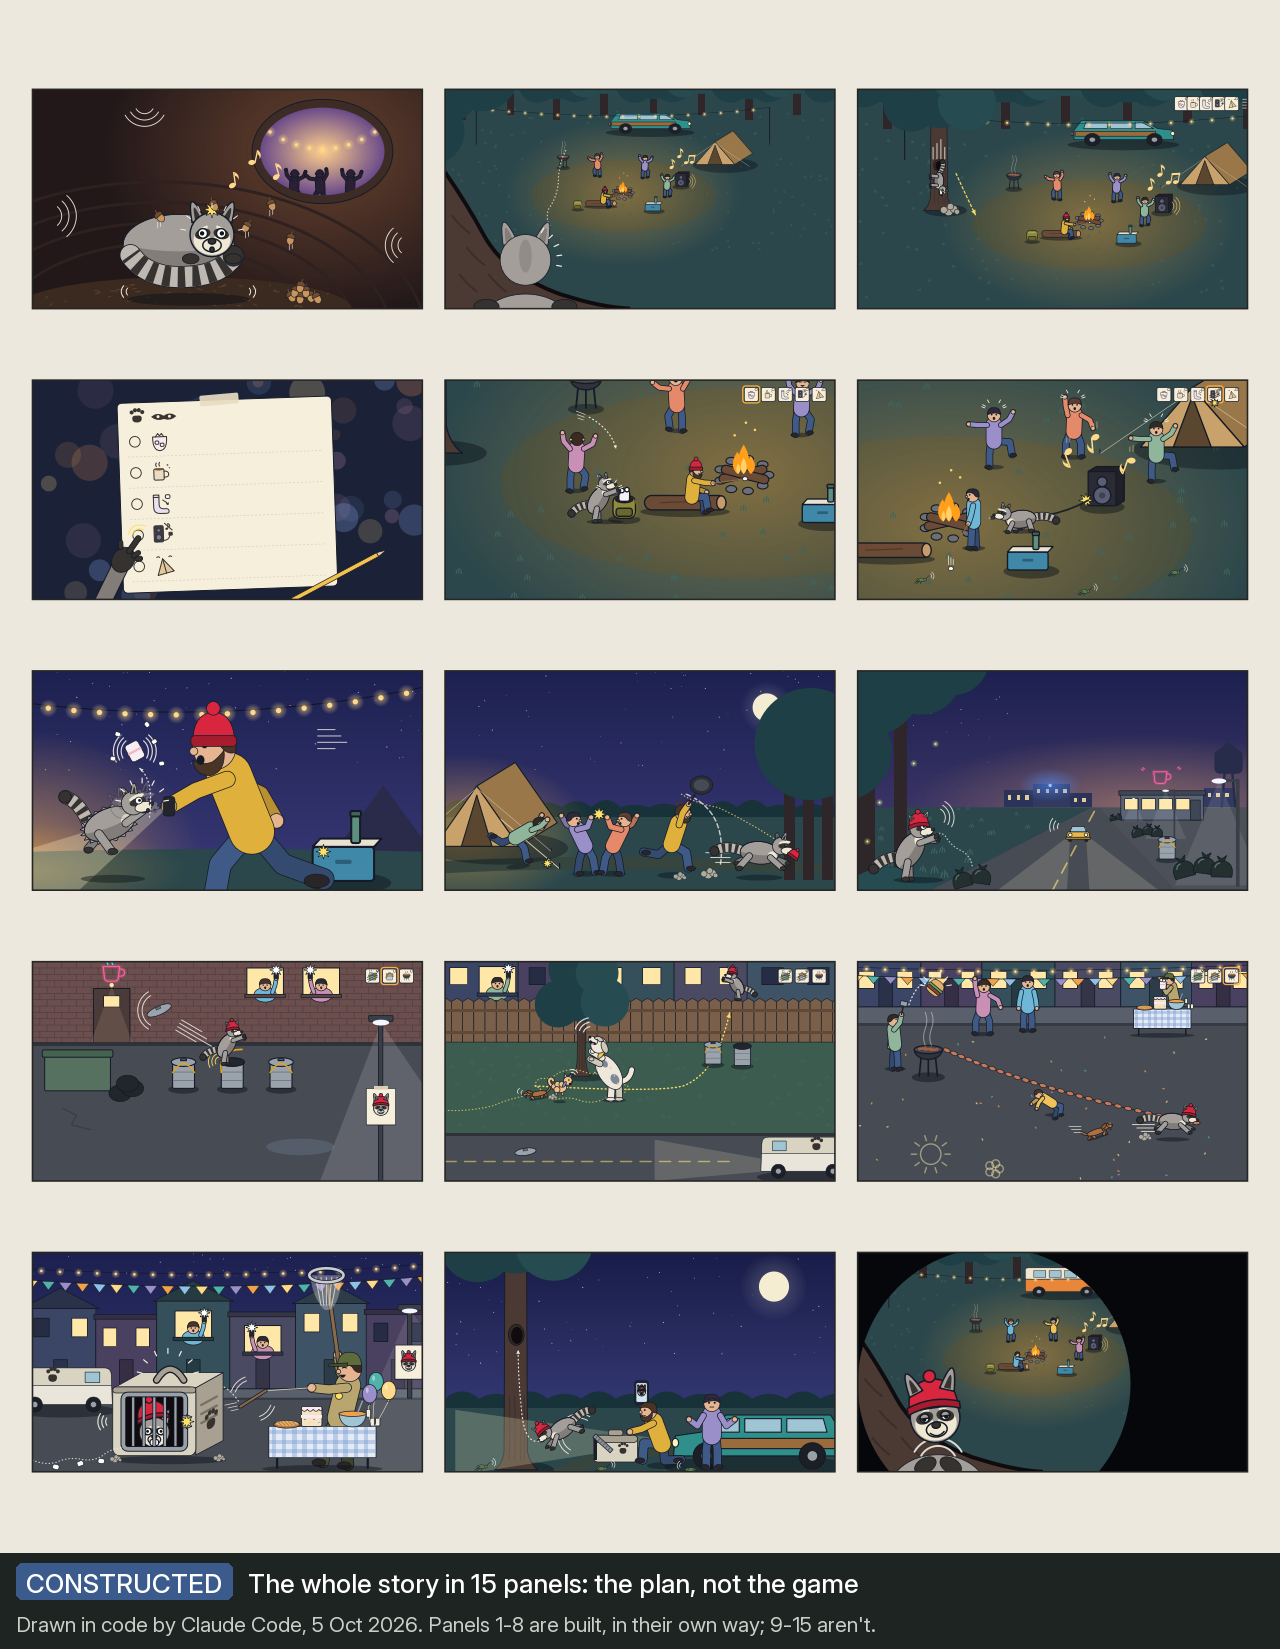 CONSTRUCTED The whole story in 15 panels: the plan, not the game
Drawn in code by Claude Code, 5 Oct 2026. Panels 1-8 are built, in their own way; 9-15 aren't.